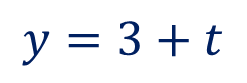 y = 3 + t